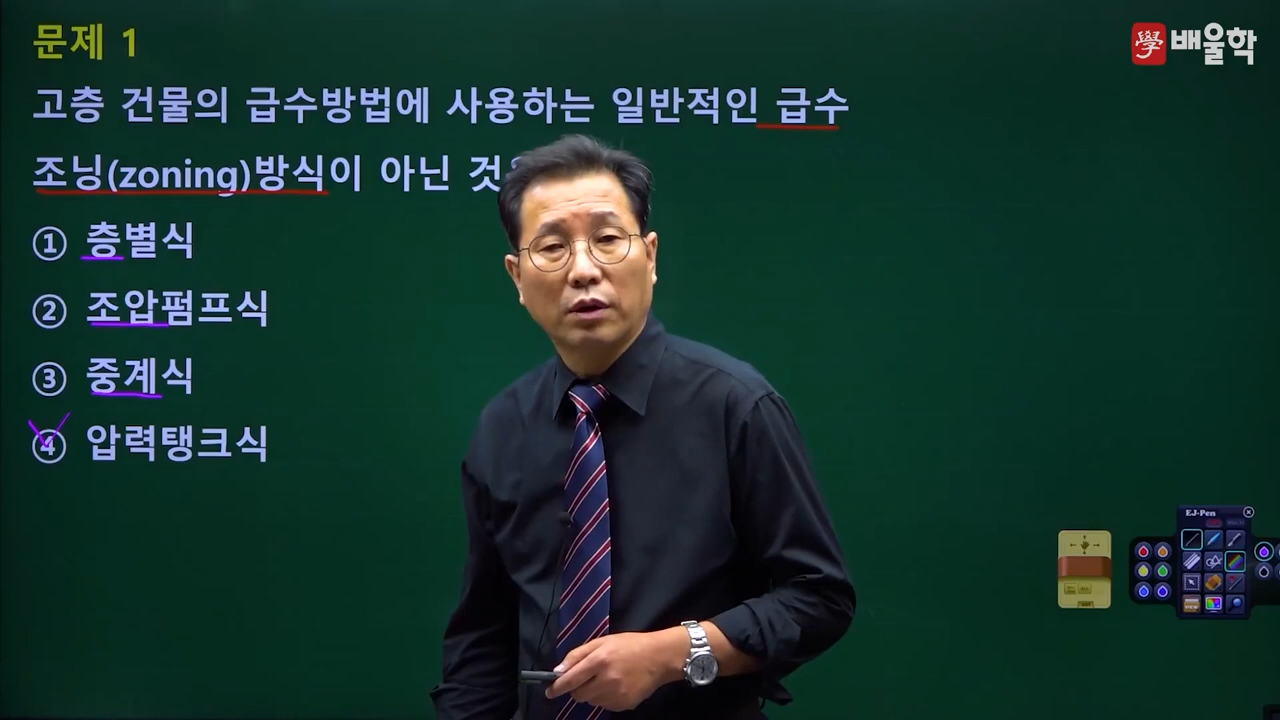 문제 1
學 배울학
고층 건물의 급수방법에 사용하는 일반적인 급수
조닝(zoning)방식이 아닌 것
① 층별식
② 조압펌프식
③ 중계식
④ 압력탱크식
EJ-Pen
VIEW